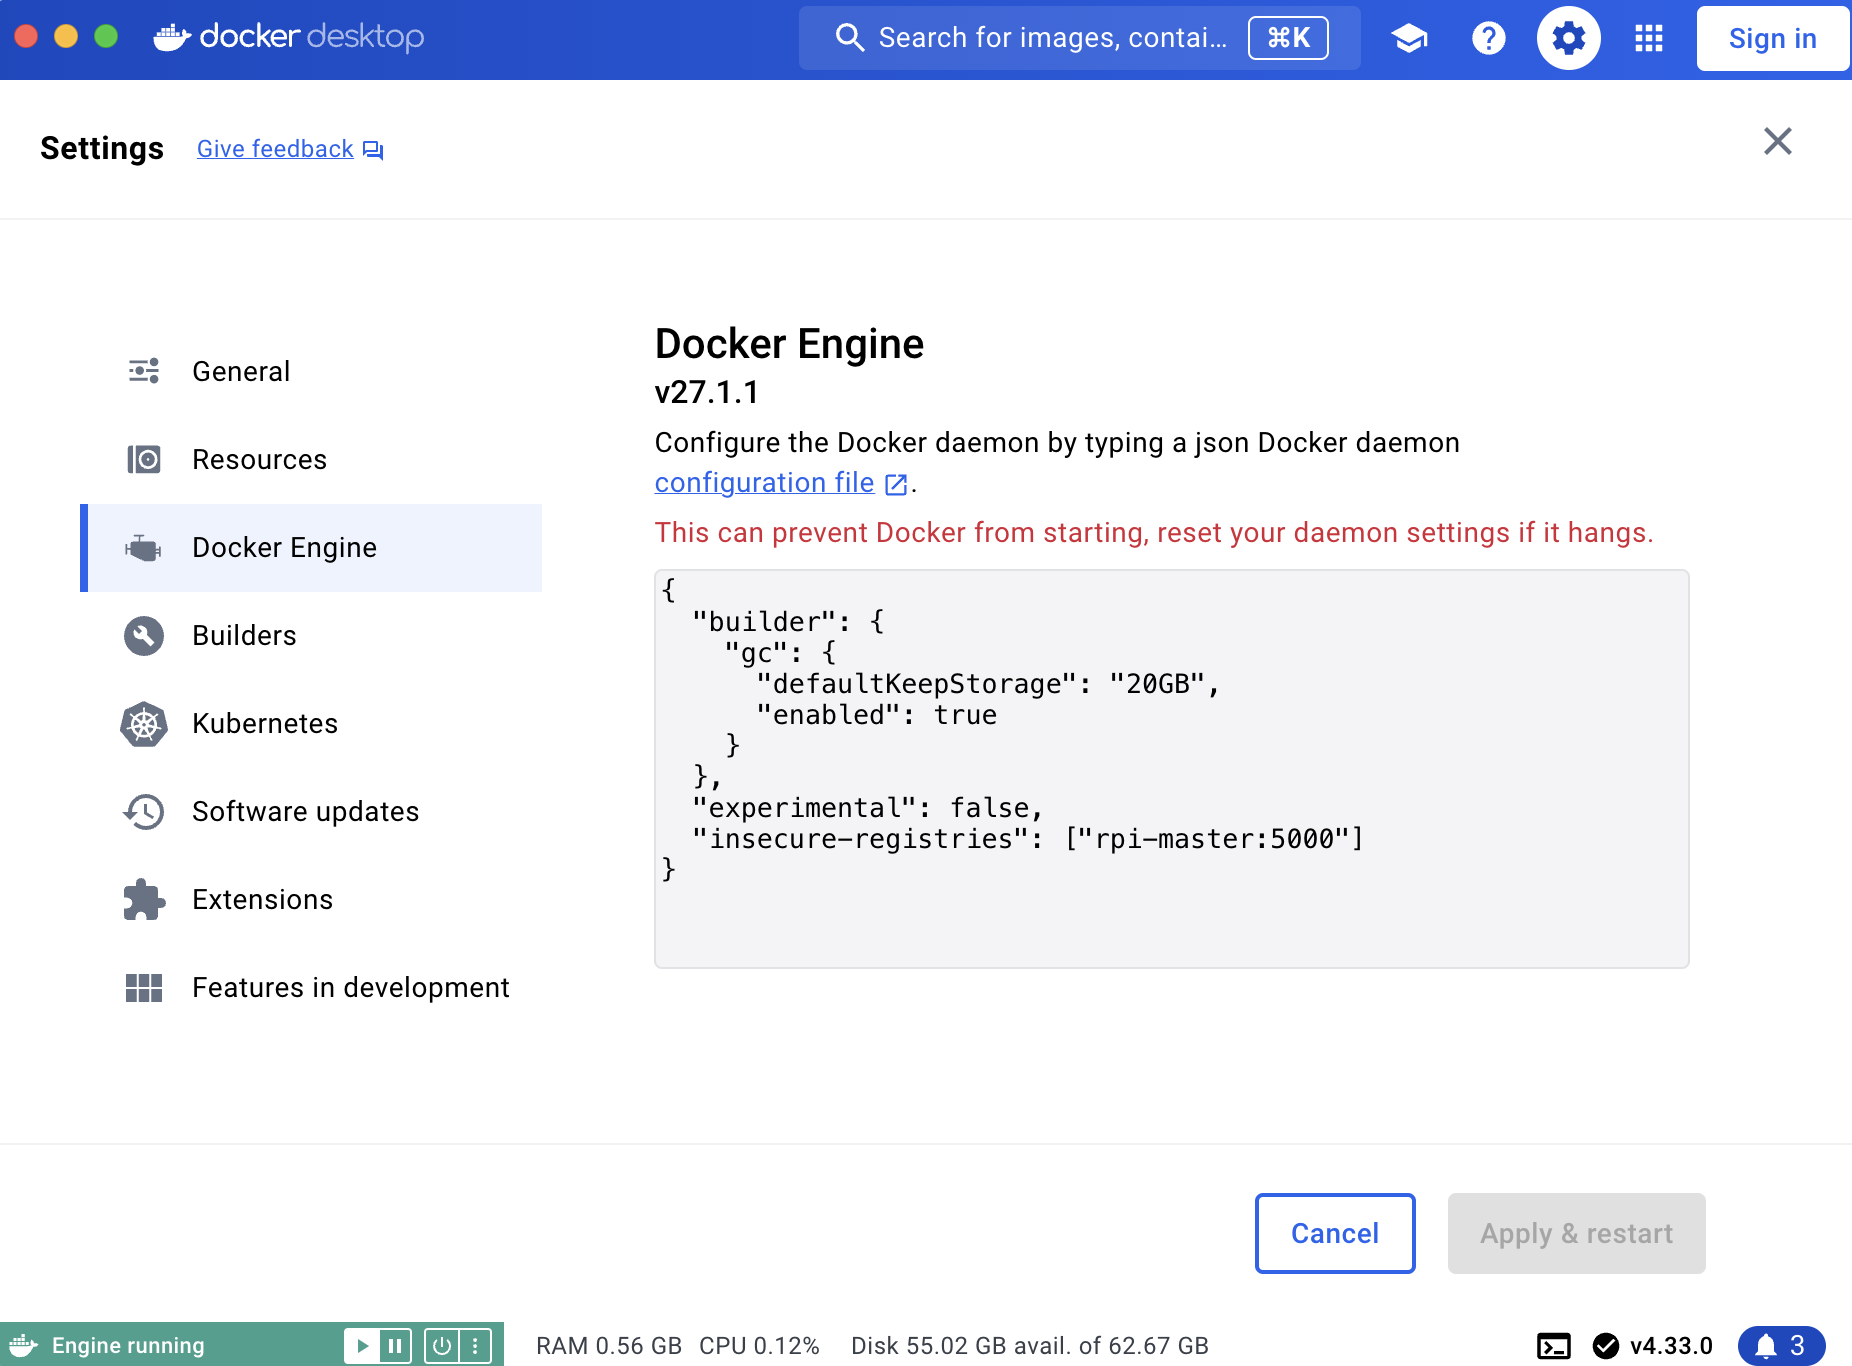 docker desktop
Search for images, contai... ⌘K
Sign in
Settings
Give feedback
General
Resources
Docker Engine
Builders
Kubernetes
Software updates
Extensions
Features in development
Docker Engine
v27.1.1
Configure the Docker daemon by typing a json Docker daemon
configuration file .
This can prevent Docker from starting, reset your daemon settings if it hangs.
{
  "builder": {
    "gc": {
      "defaultKeepStorage": "20GB",
      "enabled": true
    }
  },
  "experimental": false,
  "insecure-registries": ["rpi-master:5000"]
}
Cancel
Apply & restart
Engine running
RAM 0.56 GB CPU 0.12% Disk 55.02 GB avail. of 62.67 GB
v4.33.0
3